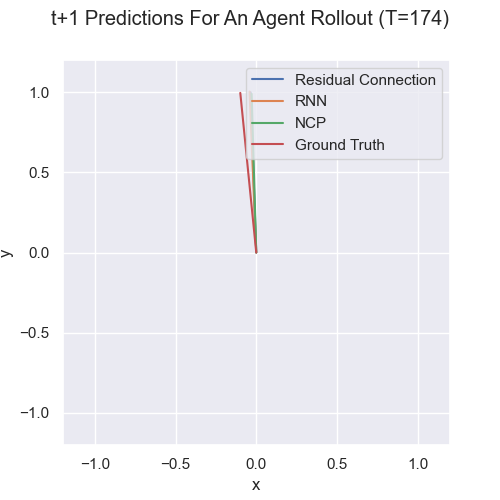 t+1 Predictions For An Agent Rollout (T=174)
Residual Connection
RNN
NCP
Ground Truth
1.0
0.5
0.0
−0.5
−1.0
y
−1.0 −0.5 0.0 0.5 1.0
x